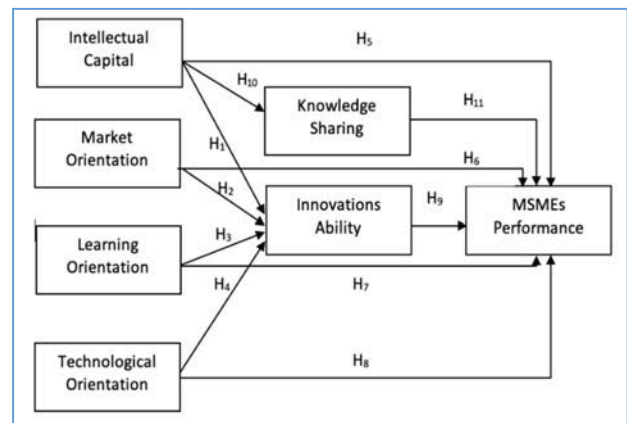 Intellectual
Capital
H₅
H₁₀
Knowledge
Sharing
H₁₁
H₁
Market
Orientation
H₆
H₂
Innovations
Ability
H₉
MSMEs
Performance
H₃
Learning
Orientation
H₄
H₇
Technological
Orientation
H₈